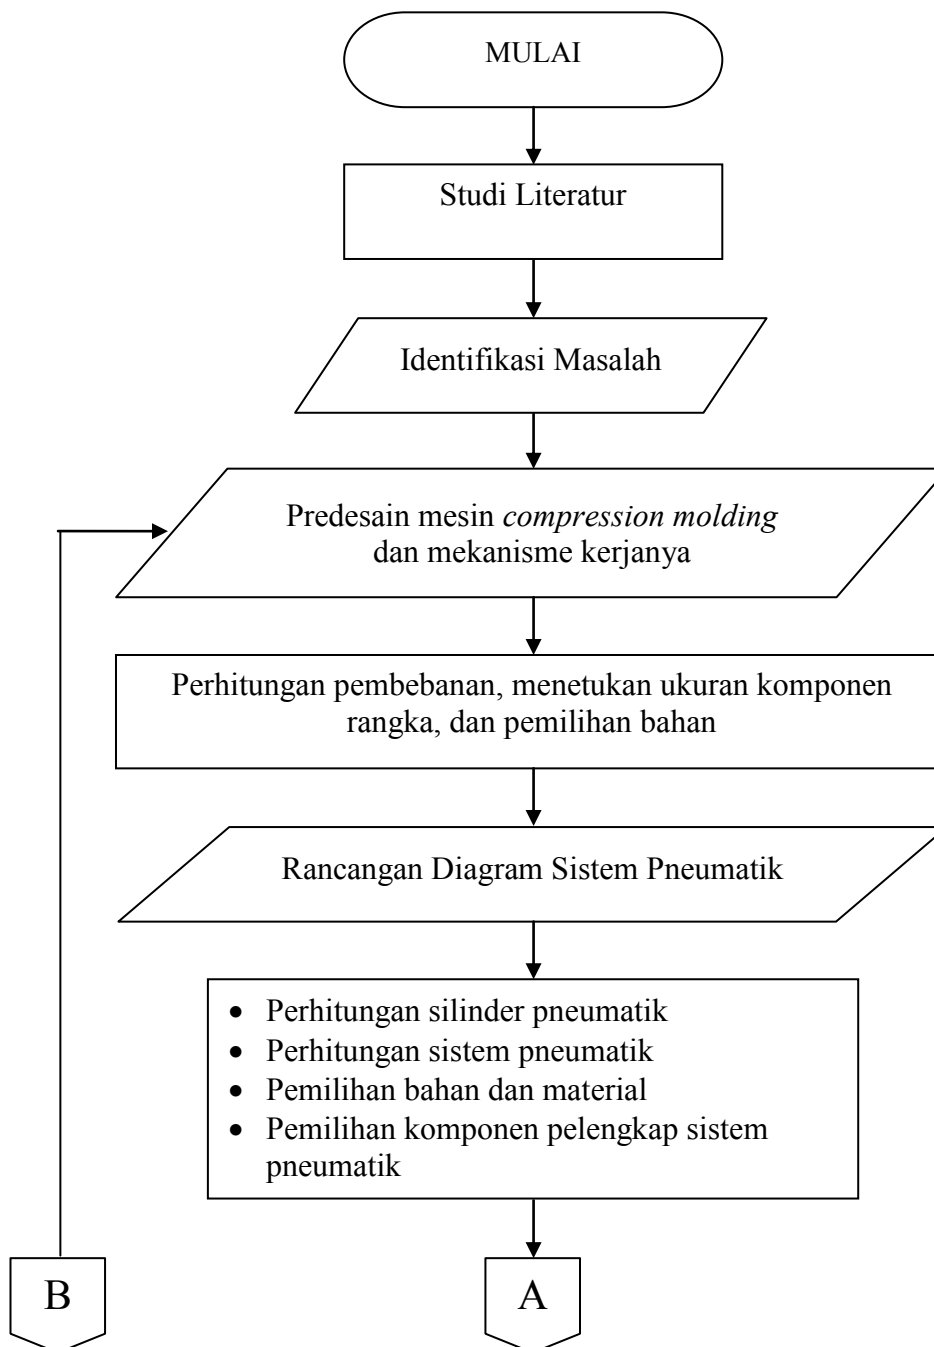 MULAI
Studi Literatur
Identifikasi Masalah
Predesain mesin compression molding
dan mekanisme kerjanya
Perhitungan pembebanan, menetukan ukuran komponen
rangka, dan pemilihan bahan
Rancangan Diagram Sistem Pneumatik
• Perhitungan silinder pneumatik
• Perhitungan sistem pneumatik
• Pemilihan bahan dan material
• Pemilihan komponen pelengkap sistem
pneumatik
B
A